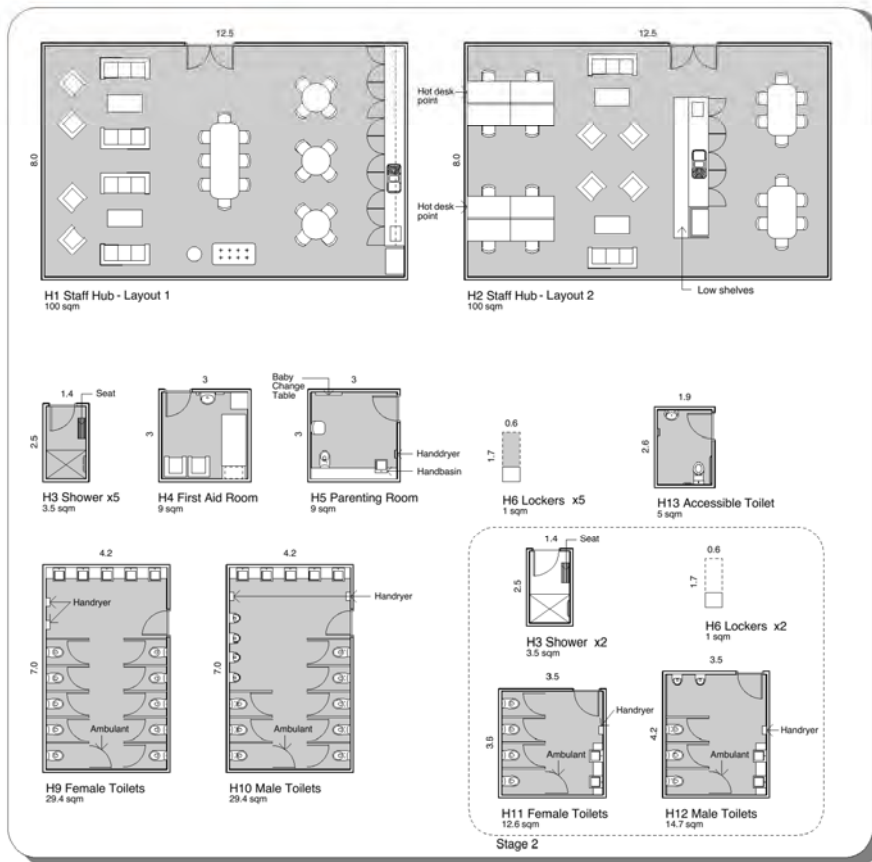 12.5
8.0
H1 Staff Hub - Layout 1
100 sqm
12.5
Hot desk
point
8.0
Hot desk
point
Low shelves
H2 Staff Hub - Layout 2
100 sqm
1.4
Seat
2.5
H3 Shower x5
3.5 sqm
3
3
H4 First Aid Room
9 sqm
Baby
Change
Table
3
3
Handdryer
Handbasin
H5 Parenting Room
9 sqm
0.6
1.7
H6 Lockers x5
1 sqm
1.9
2.6
H13 Accessible Toilet
5 sqm
4.2
Handryer
7.0
Ambulant
H9 Female Toilets
29.4 sqm
4.2
Handryer
7.0
Ambulant
H10 Male Toilets
29.4 sqm
1.4
Seat
2.5
H3 Shower x2
3.5 sqm
0.6
1.7
H6 Lockers x2
1 sqm
3.5
Handryer
3.5
Ambulant
H11 Female Toilets
12.6 sqm
3.5
4.2
Handryer
Ambulant
H12 Male Toilets
14.7 sqm
Stage 2